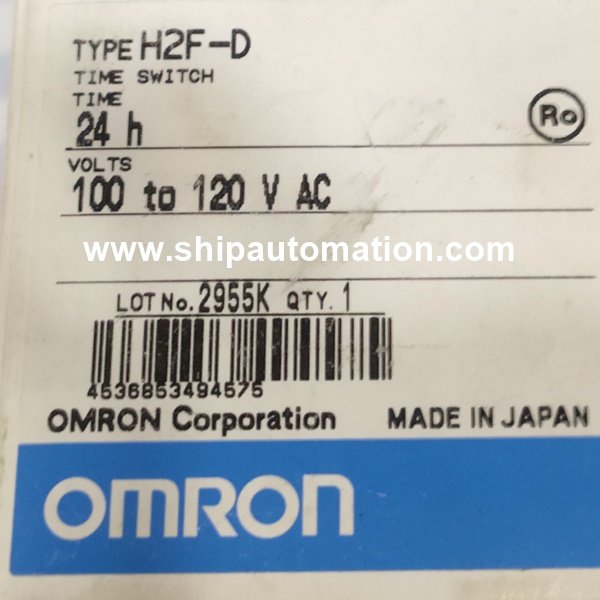 TYPE H2F-D
TIME SWITCH
TIME
24 h
Ro
VOLTS
100 to 120 V AC
www.shipautomation.com
LOT No. 2955K QTY. 1
4536853494575
OMRON Corporation MADE IN JAPAN
OMRON